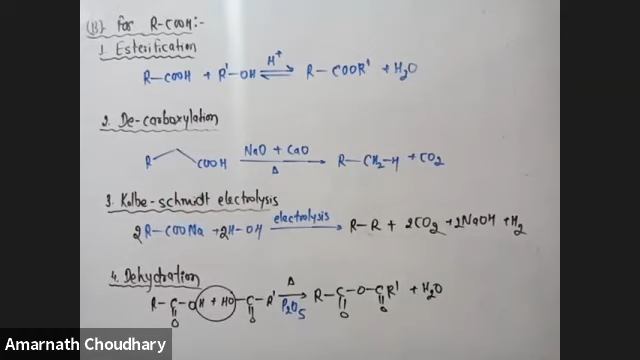 (B) for R-COOH:-
1. Esterification
R-COOH + R'-OH ⇌ R-COOR' + H₂O
H⁺
2. De-carboxylation
R COOH NaO + CaO → R-CH₂-H + CO₂
Δ
3. Kolbe-schmidt electrolysis
2R-COONa + 2H-OH electrolysis → R-R + 2CO₂ + 2NaOH + H₂
4. Dehydration
R-C-OH + HO-C-R' Δ → R-C-O-CR' + H₂O
O O P₂O₅ O O
Amarnath Choudhary